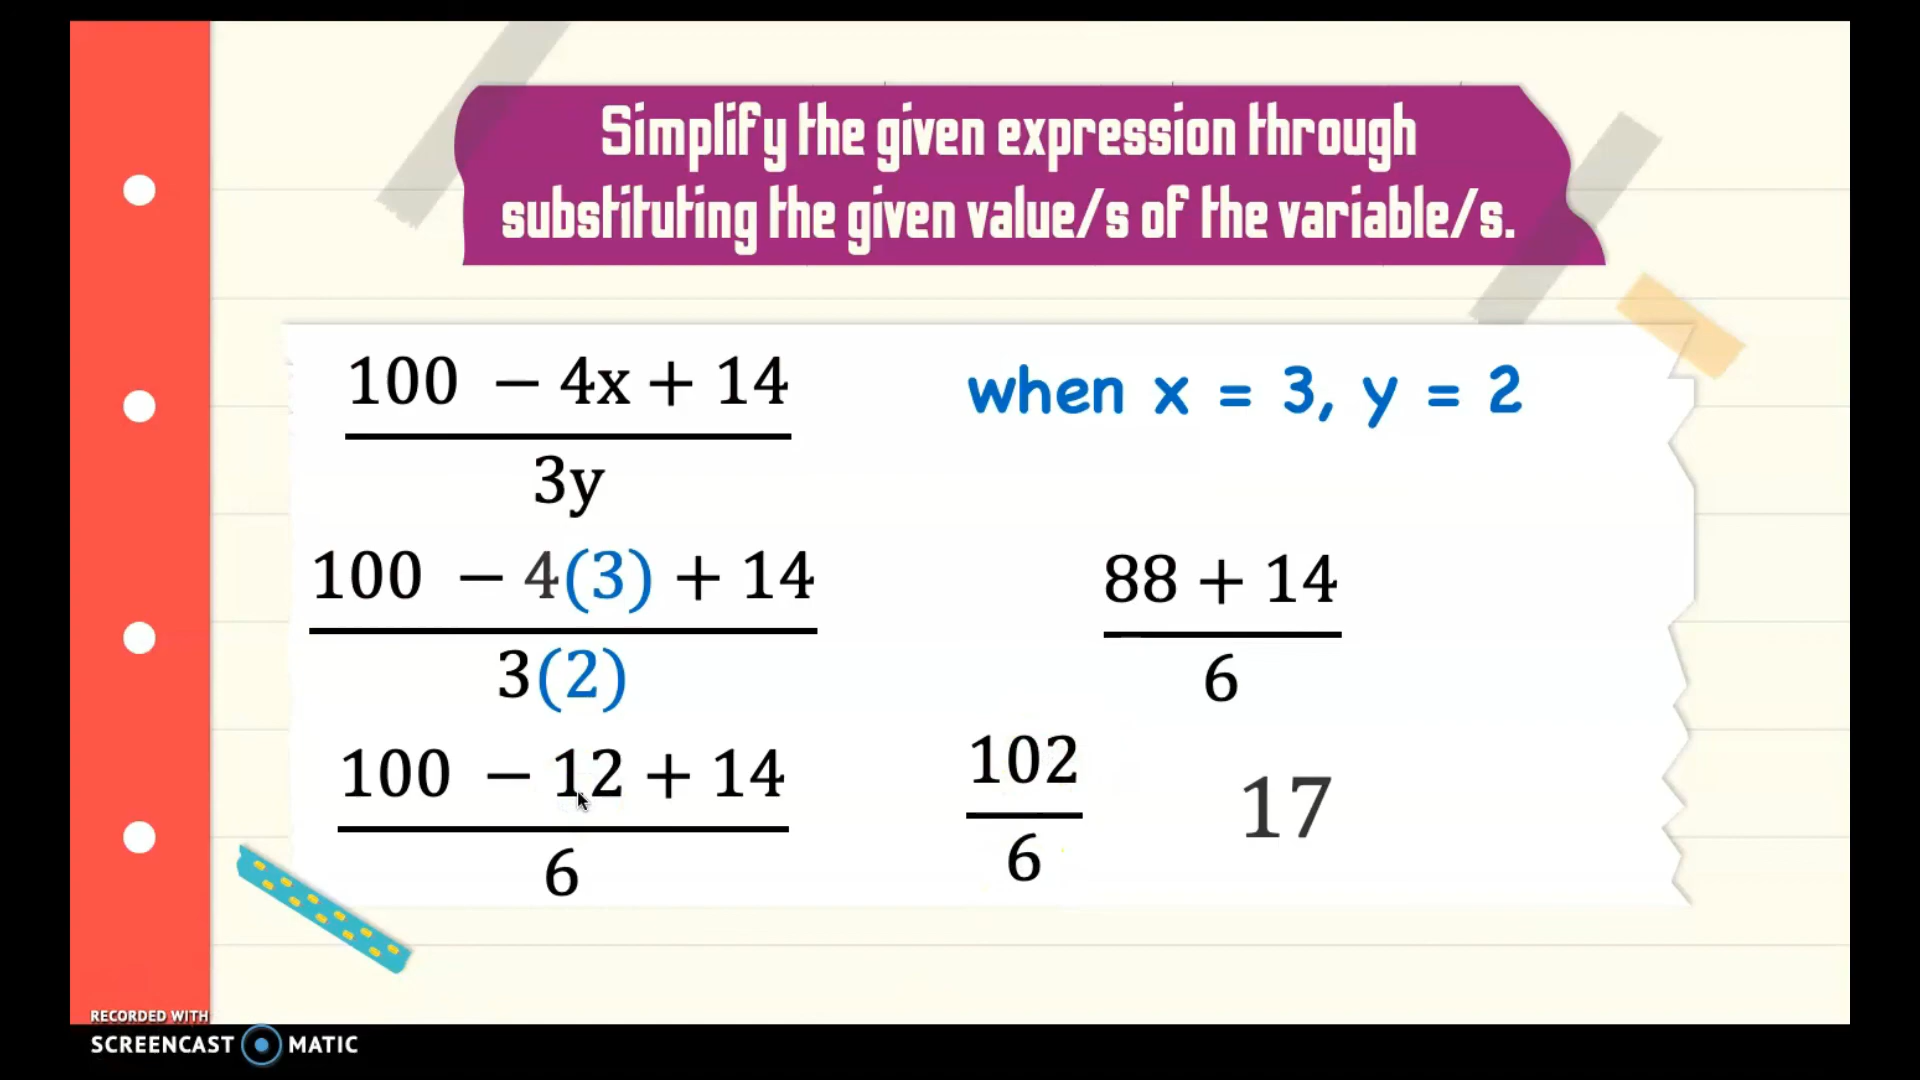 Simplify the given expression through
substituting the given value/s of the variable/s.
100 − 4x + 14
3y
when x = 3, y = 2
100 − 4(3) + 14
3(2)
88 + 14
6
100 − 12 + 14
6
102
6
17
RECORDED WITH
SCREENCAST MATIC